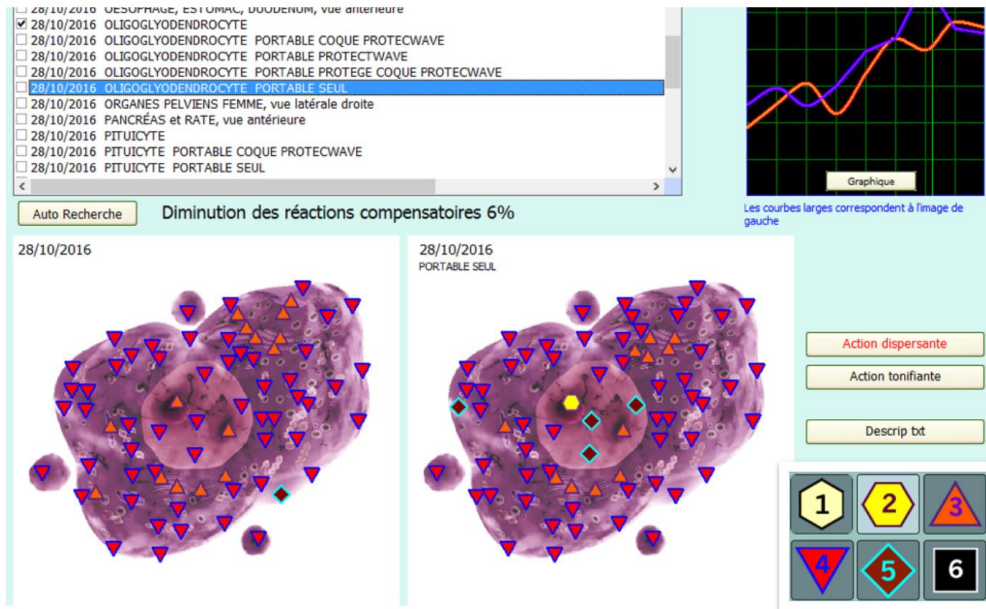 28/10/2016 OESOPHAGE, ESTOMAC, DUODENUM, vue antérieure
28/10/2016 OLIGOGLYODENDROCYTE
28/10/2016 OLIGOGLYODENDROCYTE PORTABLE COQUE PROTECWAVE
28/10/2016 OLIGOGLYODENDROCYTE PORTABLE PROTECTWAVE
28/10/2016 OLIGOGLYODENDROCYTE PORTABLE PROTEGE COQUE PROTECWAVE
28/10/2016 OLIGOGLYODENDROCYTE PORTABLE SEUL
28/10/2016 ORGANES PELVIENS FEMME, vue latérale droite
28/10/2016 PANCRÉAS et RATE, vue antérieure
28/10/2016 PITUICYTE
28/10/2016 PITUICYTE PORTABLE COQUE PROTECWAVE
28/10/2016 PITUICYTE PORTABLE SEUL
Graphique
Les courbes larges correspondent à l'image de
gauche
Auto Recherche
Diminution des réactions compensatoires 6%
28/10/2016
28/10/2016
PORTABLE SEUL
Action dispersante
Action tonifiante
Descrip txt
1 2 3
4 5 6